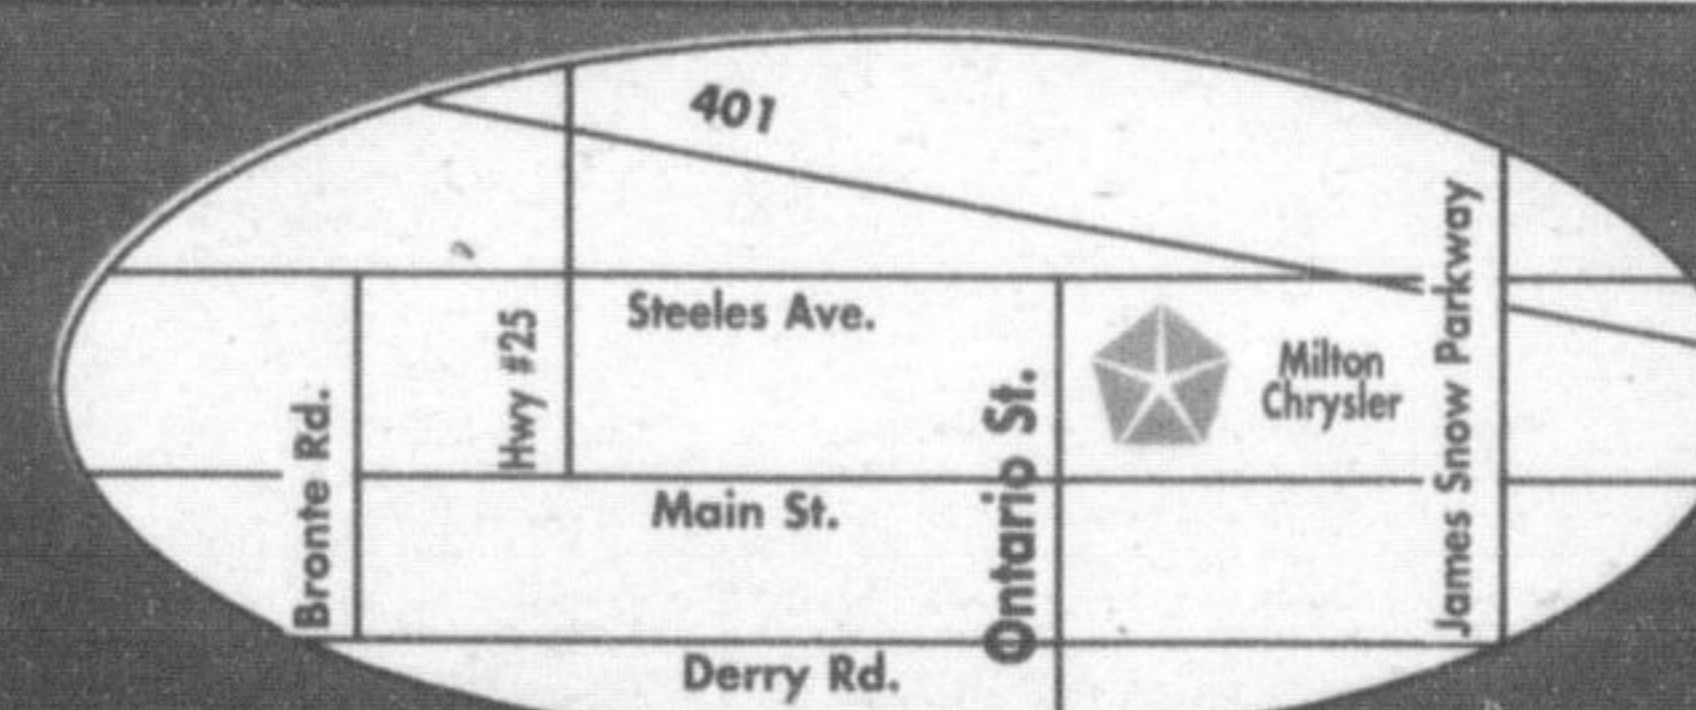 401
Steeles Ave.
Hwy #25
Milton
Chrysler
James Snow Parkway
Ontario St.
Bronte Rd.
Main St.
Derry Rd.